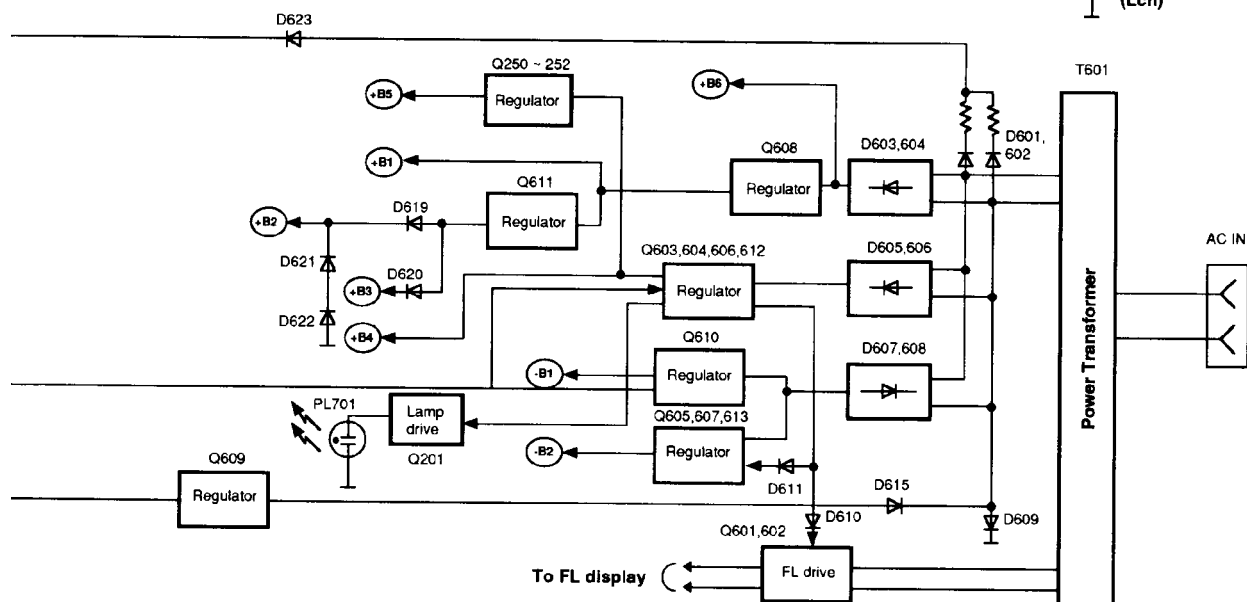 (Lch)
D623
T601
Q250 ~ 252
+B6
+B5
Regulator
D601,
602
+B1
Q608
D603,604
Q611
Regulator
+B2
D619
Regulator
AC IN
Q603,604,606,612
D605,606
D621
D620
+B3
Regulator
D622
+B4
Q610
D607,608
-B1
Regulator
PL701
Lamp
drive
Q605,607,613
Power Transformer
-B2
Regulator
Q201
Q609
D611
D615
Regulator
D610
D609
Q601,602
To FL display
FL drive